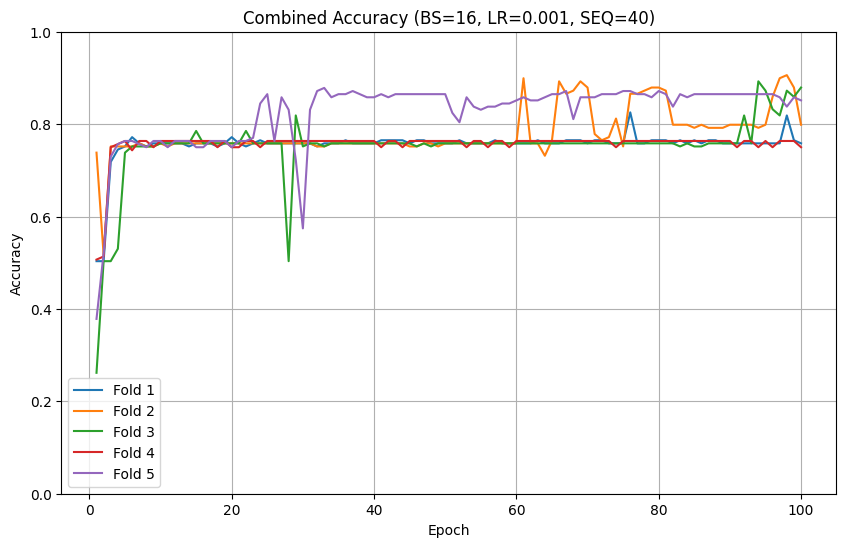 Combined Accuracy (BS=16, LR=0.001, SEQ=40)
1.0
0.8
0.6
0.4
0.2
0.0
Accuracy
Fold 1
Fold 2
Fold 3
Fold 4
Fold 5
0 20 40 60 80 100
Epoch